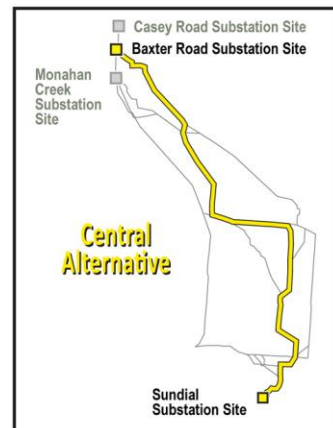 Casey Road Substation Site
Baxter Road Substation Site
Monahan
Creek
Substation
Site
Central
Alternative
Sundial
Substation Site